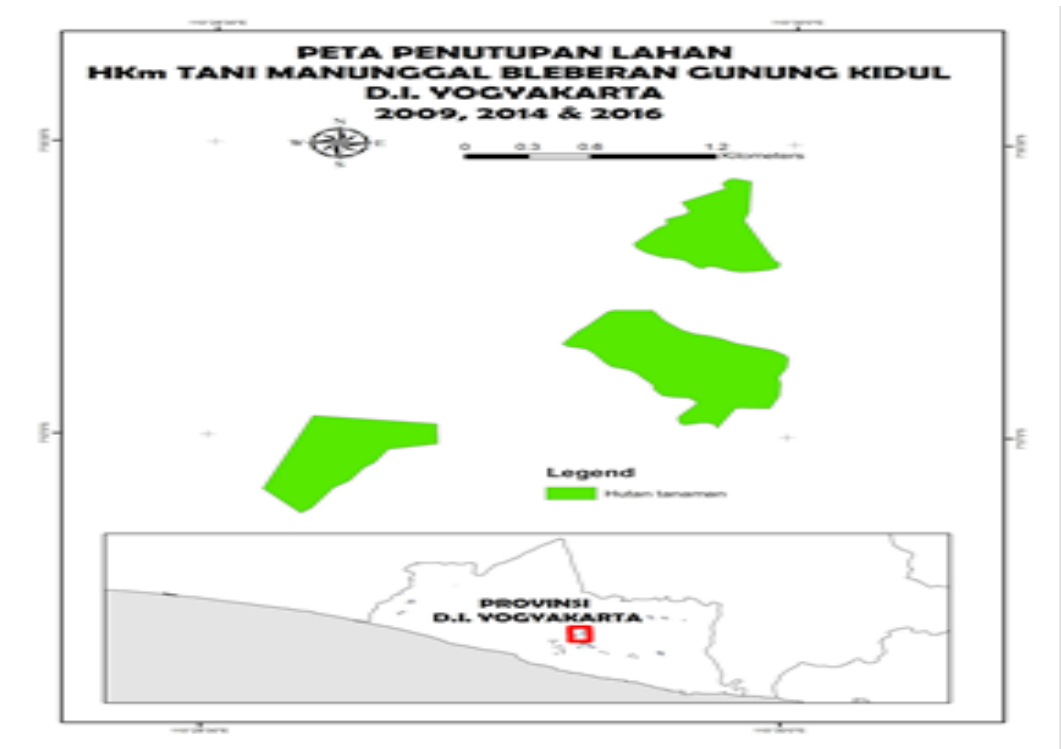 PETA PENUTUPAN LAHAN
HKm TANI MANUNGGAL BLEBERAN GUNUNG KIDUL
D.I. YOGYAKARTA
2009, 2014 & 2016
N
W E
S
0 0.3 0.6 1.2
Kilometers
Legend
Hutan tanaman
PROVINSI
D.I. YOGYAKARTA